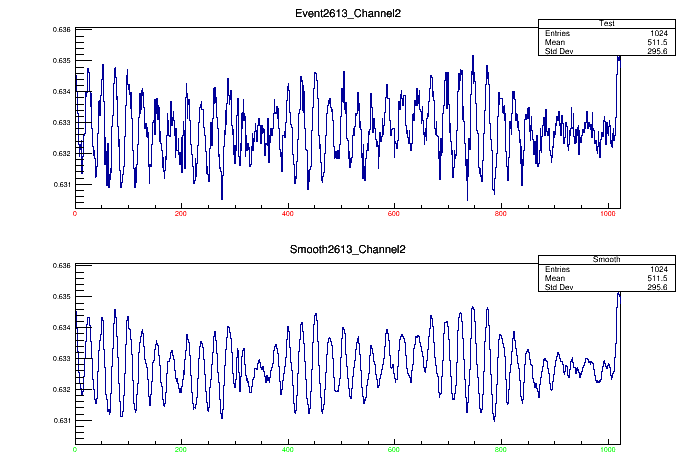 Event2613_Channel2
Test
Entries 1024
Mean 511.5
Std Dev 295.6
0.636
0.635
0.634
0.633
0.632
0.631
0 200 400 600 800 1000
Smooth2613_Channel2
Smooth
Entries 1024
Mean 511.5
Std Dev 295.6
0.636
0.635
0.634
0.633
0.632
0.631
0 200 400 600 800 1000